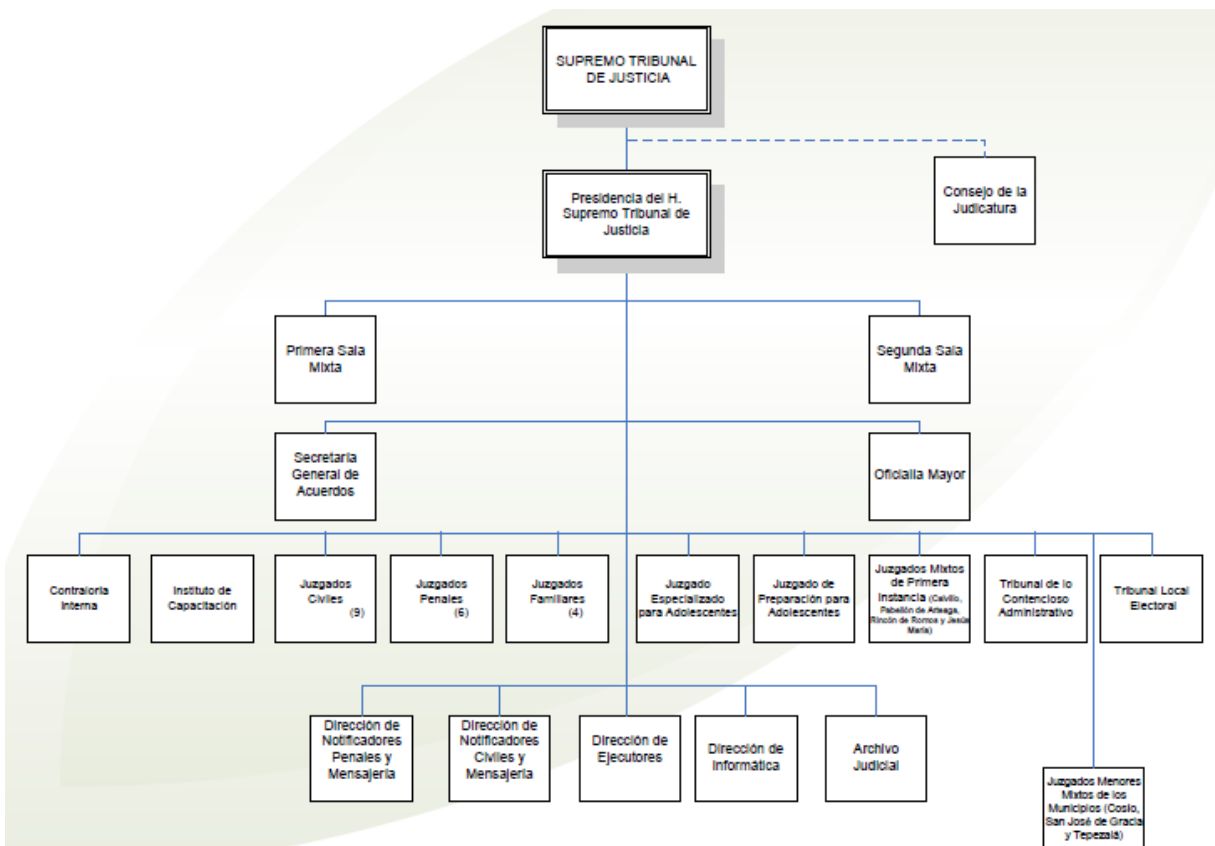 SUPREMO TRIBUNAL
DE JUSTICIA
Presidencia del H.
Supremo Tribunal de
Justicia
Consejo de la
Judicatura
Primera Sala
Mixta
Segunda Sala
Mixta
Secretaria
General de
Acuerdos
Oficialía Mayor
Contraloria
Interna
Instituto de
Capacitación
Juzgados
Civiles
(9)
Juzgados
Penales
(6)
Juzgados
Familiares
(4)
Juzgado
Especializado
para Adolescentes
Juzgado de
Preparación para
Adolescentes
Juzgados Mixtos
de Primera
Instancia (Calvillo,
Pabellón de Arteaga,
Rincón de Romos y Jesús
María)
Tribunal de lo
Contencioso
Administrativo
Tribunal Local
Electoral
Dirección de
Notificadores
Penales y
Mensajería
Dirección de
Notificadores
Civiles y
Mensajería
Dirección de
Ejecutores
Dirección de
Informática
Archivo
Judicial
Juzgados Menores
Mixtos de los
Municipios (Cosío,
San José de Gracia
y Tepezalá)